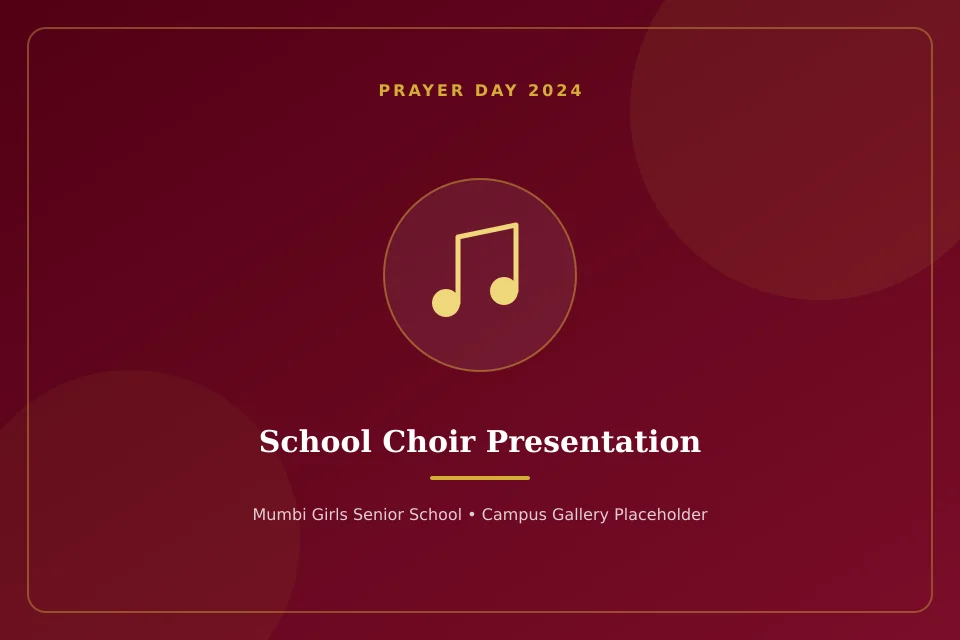 PRAYER DAY 2024
School Choir Presentation
Mumbi Girls Senior School • Campus Gallery Placeholder